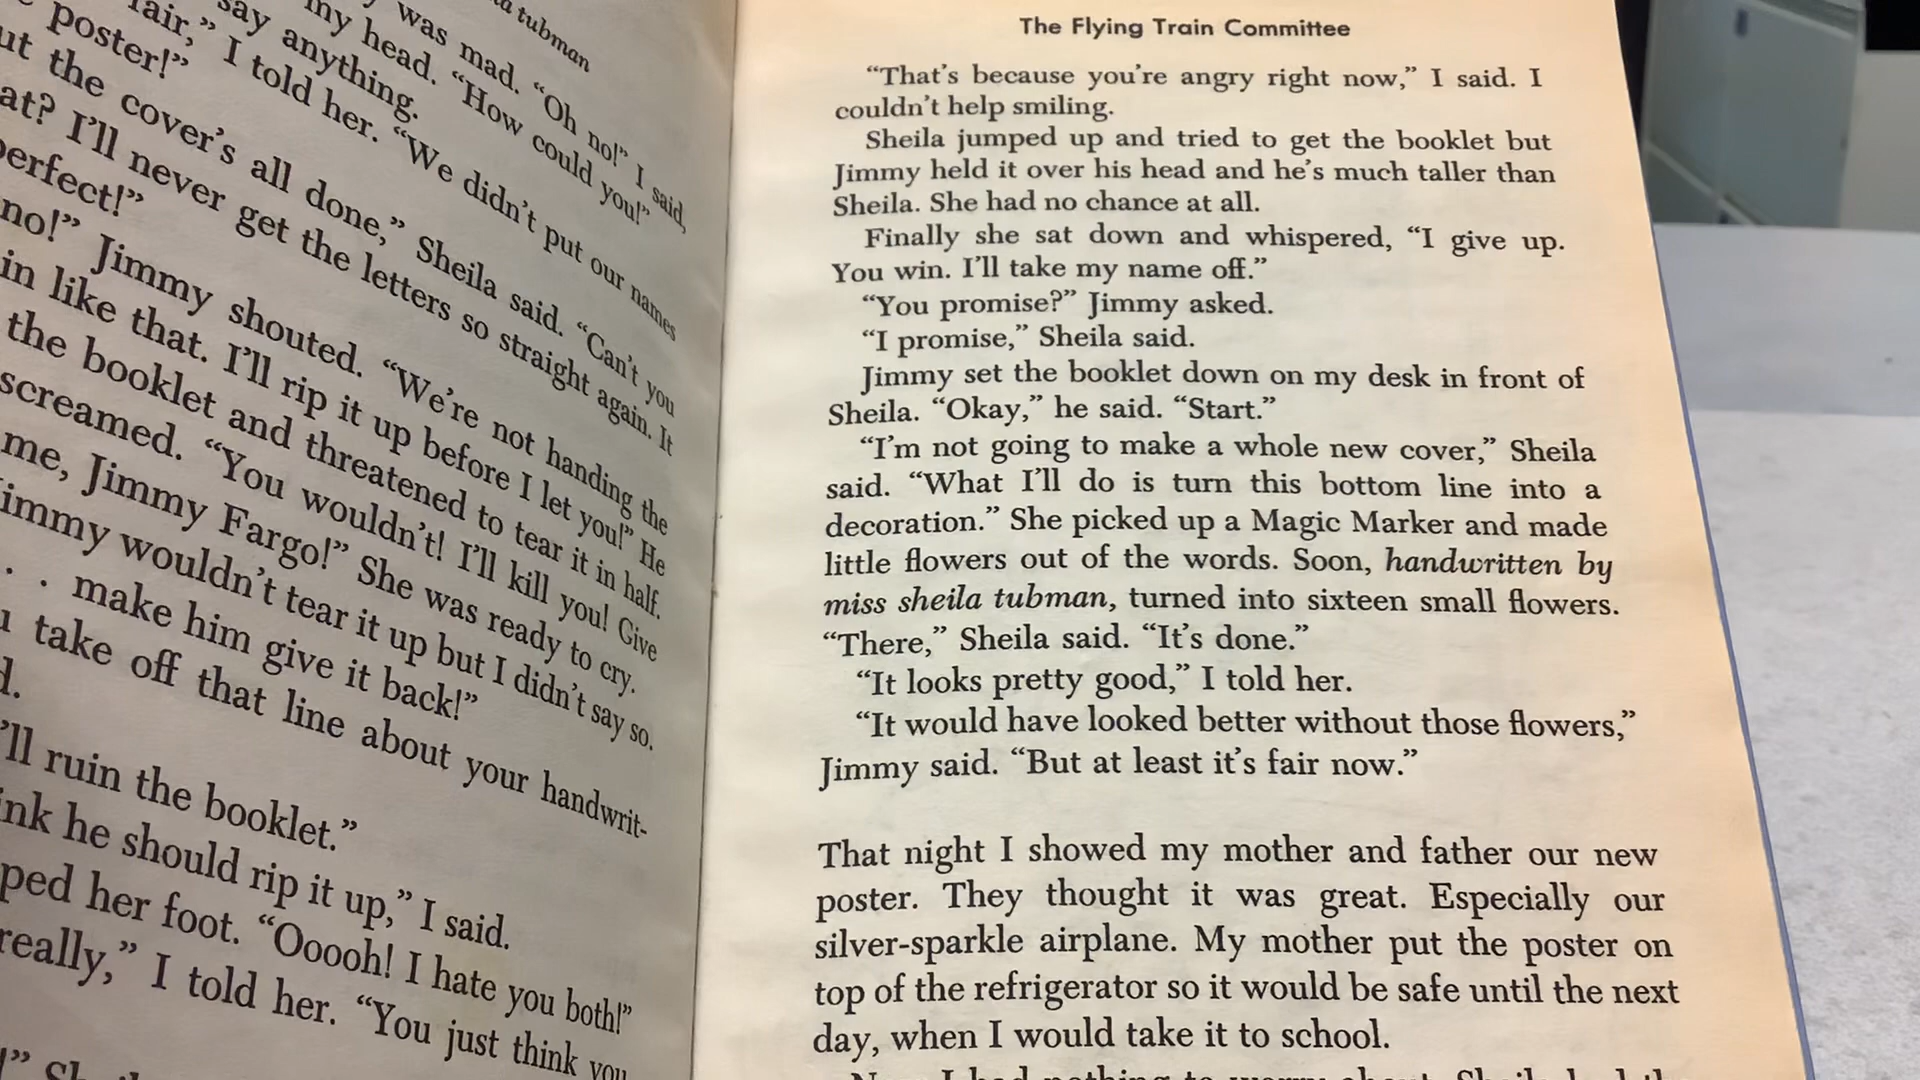 a tubman
was mad. “Oh no!” I said,
my head. “How could you!”
say anything.
fair,” I told her. “We didn’t put our names
poster!”
the cover’s all done,” Sheila said. “Can’t you
at? I’ll never get the letters so straight again. It
perfect!”
no!” Jimmy shouted. “We’re not handing the
in like that. I’ll rip it up before I let you!” He
the booklet and threatened to tear it in half.
screamed. “You wouldn’t! I’ll kill you! Give
me, Jimmy Fargo!” She was ready to cry.
Jimmy wouldn’t tear it up but I didn’t say so.
. . make him give it back!”
take off that line about your handwrit-
d.
’ll ruin the booklet.”
ink he should rip it up,” I said.
ped her foot. “Ooooh! I hate you both!”
really,” I told her. “You just think you
The Flying Train Committee
“That’s because you’re angry right now,” I said. I
couldn’t help smiling.
Sheila jumped up and tried to get the booklet but
Jimmy held it over his head and he’s much taller than
Sheila. She had no chance at all.
Finally she sat down and whispered, “I give up.
You win. I’ll take my name off.”
“You promise?” Jimmy asked.
“I promise,” Sheila said.
Jimmy set the booklet down on my desk in front of
Sheila. “Okay,” he said. “Start.”
“I’m not going to make a whole new cover,” Sheila
said. “What I’ll do is turn this bottom line into a
decoration.” She picked up a Magic Marker and made
little flowers out of the words. Soon, handwritten by
miss sheila tubman, turned into sixteen small flowers.
“There,” Sheila said. “It’s done.”
“It looks pretty good,” I told her.
“It would have looked better without those flowers,”
Jimmy said. “But at least it’s fair now.”
That night I showed my mother and father our new
poster. They thought it was great. Especially our
silver-sparkle airplane. My mother put the poster on
top of the refrigerator so it would be safe until the next
day, when I would take it to school.